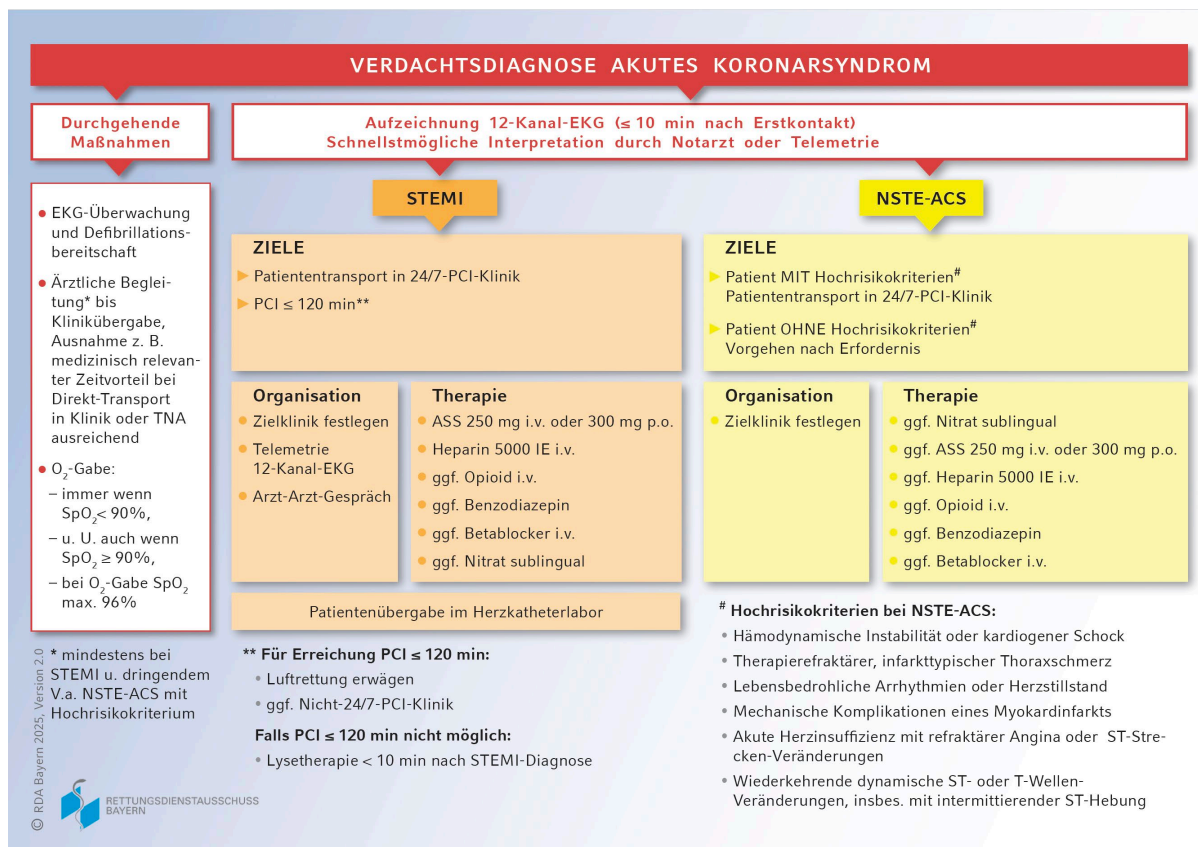 VERDACHTSDIAGNOSE AKUTES KORONARSYNDROM
Durchgehende
Maßnahmen
Aufzeichnung 12-Kanal-EKG (≤ 10 min nach Erstkontakt)
Schnellstmögliche Interpretation durch Notarzt oder Telemetrie
• EKG-Überwachung
und Defibrillations-
bereitschaft
• Ärztliche Beglei-
tung* bis
Klinikübergabe,
Ausnahme z. B.
medizinisch relevan-
ter Zeitvorteil bei
Direkt-Transport
in Klinik oder TNA
ausreichend
• O₂-Gabe:
– immer wenn
SpO₂< 90%,
– u. U. auch wenn
SpO₂ ≥ 90%,
– bei O₂-Gabe SpO₂
max. 96%
* mindestens bei
STEMI u. dringendem
V.a. NSTE-ACS mit
Hochrisikokriterium
STEMI
ZIELE
► Patiententransport in 24/7-PCI-Klinik
► PCI ≤ 120 min**
Organisation
• Zielklinik festlegen
• Telemetrie
12-Kanal-EKG
• Arzt-Arzt-Gespräch
Therapie
• ASS 250 mg i.v. oder 300 mg p.o.
• Heparin 5000 IE i.v.
• ggf. Opioid i.v.
• ggf. Benzodiazepin
• ggf. Betablocker i.v.
• ggf. Nitrat sublingual
Patientenübergabe im Herzkatheterlabor
** Für Erreichung PCI ≤ 120 min:
• Luftrettung erwägen
• ggf. Nicht-24/7-PCI-Klinik
Falls PCI ≤ 120 min nicht möglich:
• Lysetherapie < 10 min nach STEMI-Diagnose
NSTE-ACS
ZIELE
► Patient MIT Hochrisikokriterien#
Patiententransport in 24/7-PCI-Klinik
► Patient OHNE Hochrisikokriterien#
Vorgehen nach Erfordernis
Organisation
• Zielklinik festlegen
Therapie
• ggf. Nitrat sublingual
• ggf. ASS 250 mg i.v. oder 300 mg p.o.
• ggf. Heparin 5000 IE i.v.
• ggf. Opioid i.v.
• ggf. Benzodiazepin
• ggf. Betablocker i.v.
# Hochrisikokriterien bei NSTE-ACS:
• Hämodynamische Instabilität oder kardiogener Schock
• Therapierefraktärer, infarkttypischer Thoraxschmerz
• Lebensbedrohliche Arrhythmien oder Herzstillstand
• Mechanische Komplikationen eines Myokardinfarkts
• Akute Herzinsuffizienz mit refraktärer Angina oder ST-Stre-
cken-Veränderungen
• Wiederkehrende dynamische ST- oder T-Wellen-
Veränderungen, insbes. mit intermittierender ST-Hebung
© RDA Bayern 2025, Version 2.0
RETTUNGSDIENSTAUSSCHUSS
BAYERN